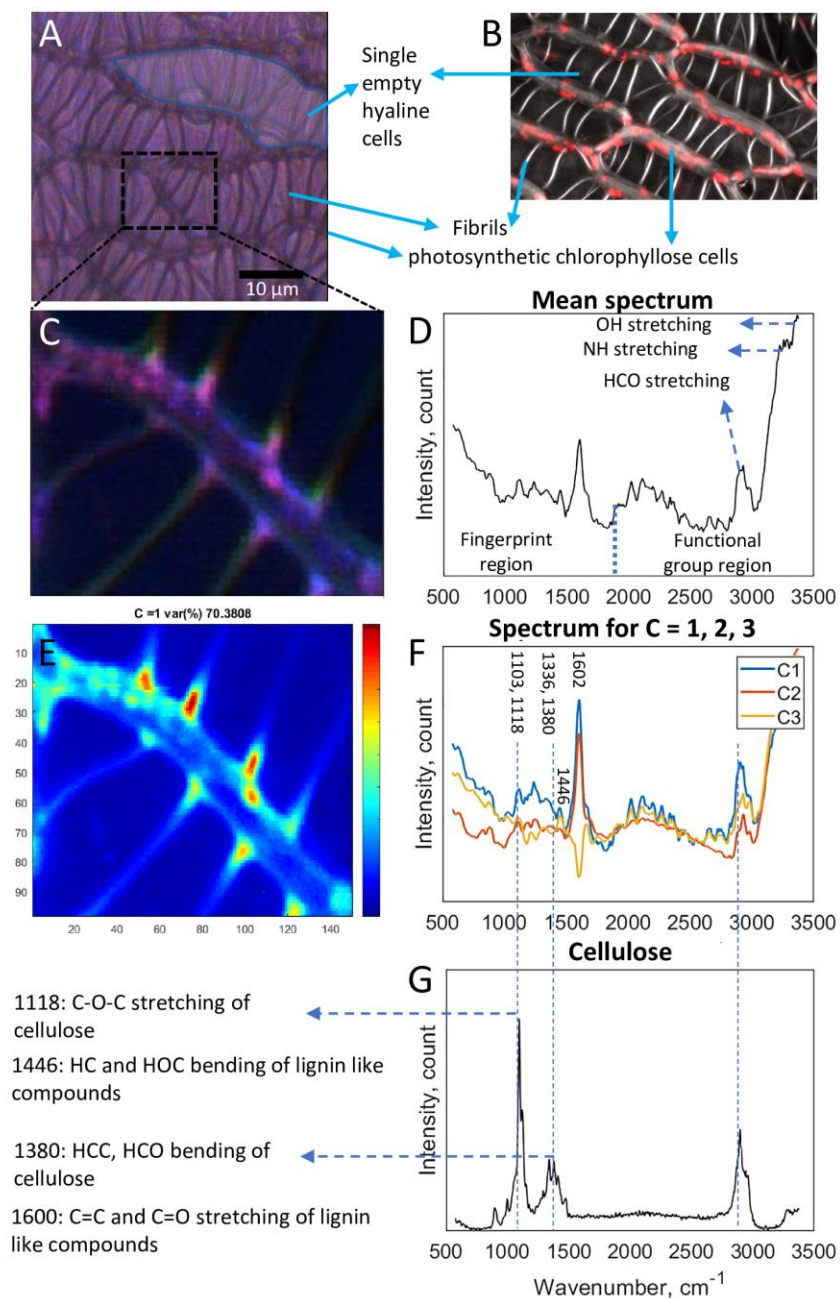 A
Single
empty
hyaline
cells
B
Fibrils
photosynthetic chlorophyllose cells
10 µm
C
Mean spectrum
D
OH stretching
NH stretching
HCO stretching
Intensity, count
Fingerprint
region
Functional
group region
500 1000 1500 2000 2500 3000 3500
C =1 var(%) 70.3808
E
10
20
30
40
50
60
70
80
90
20 40 60 80 100 120 140
Spectrum for C = 1, 2, 3
F
1103, 1118
1336, 1380
1446
1602
C1
C2
C3
Intensity, count
500 1000 1500 2000 2500 3000 3500
Cellulose
G
Intensity, count
500 1000 1500 2000 2500 3000 3500
Wavenumber, cm⁻¹
1118: C-O-C stretching of
cellulose
1446: HC and HOC bending of lignin like
compounds
1380: HCC, HCO bending of
cellulose
1600: C=C and C=O stretching of lignin
like compounds